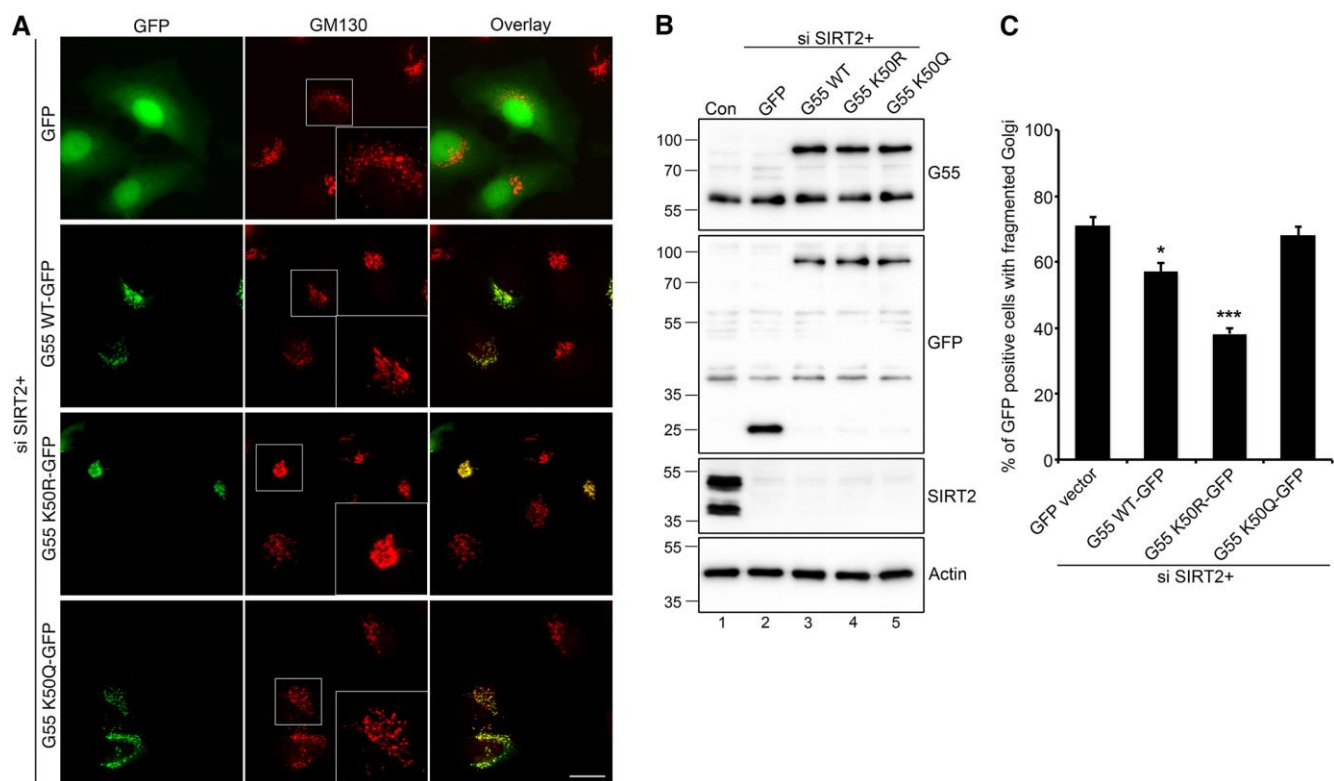 A
GFP GM130 Overlay
si SIRT2+
GFP
G55 WT-GFP
G55 K50R-GFP
G55 K50Q-GFP
B
si SIRT2+
Con GFP G55 WT G55 K50R G55 K50Q
100
70
55
G55
100
70
55
35
25
GFP
55
35
SIRT2
55
35
Actin
1 2 3 4 5
C
% of GFP positive cells with fragmented Golgi
100
80
60
40
20
0
*
***
GFP vector G55 WT-GFP G55 K50R-GFP G55 K50Q-GFP
si SIRT2+